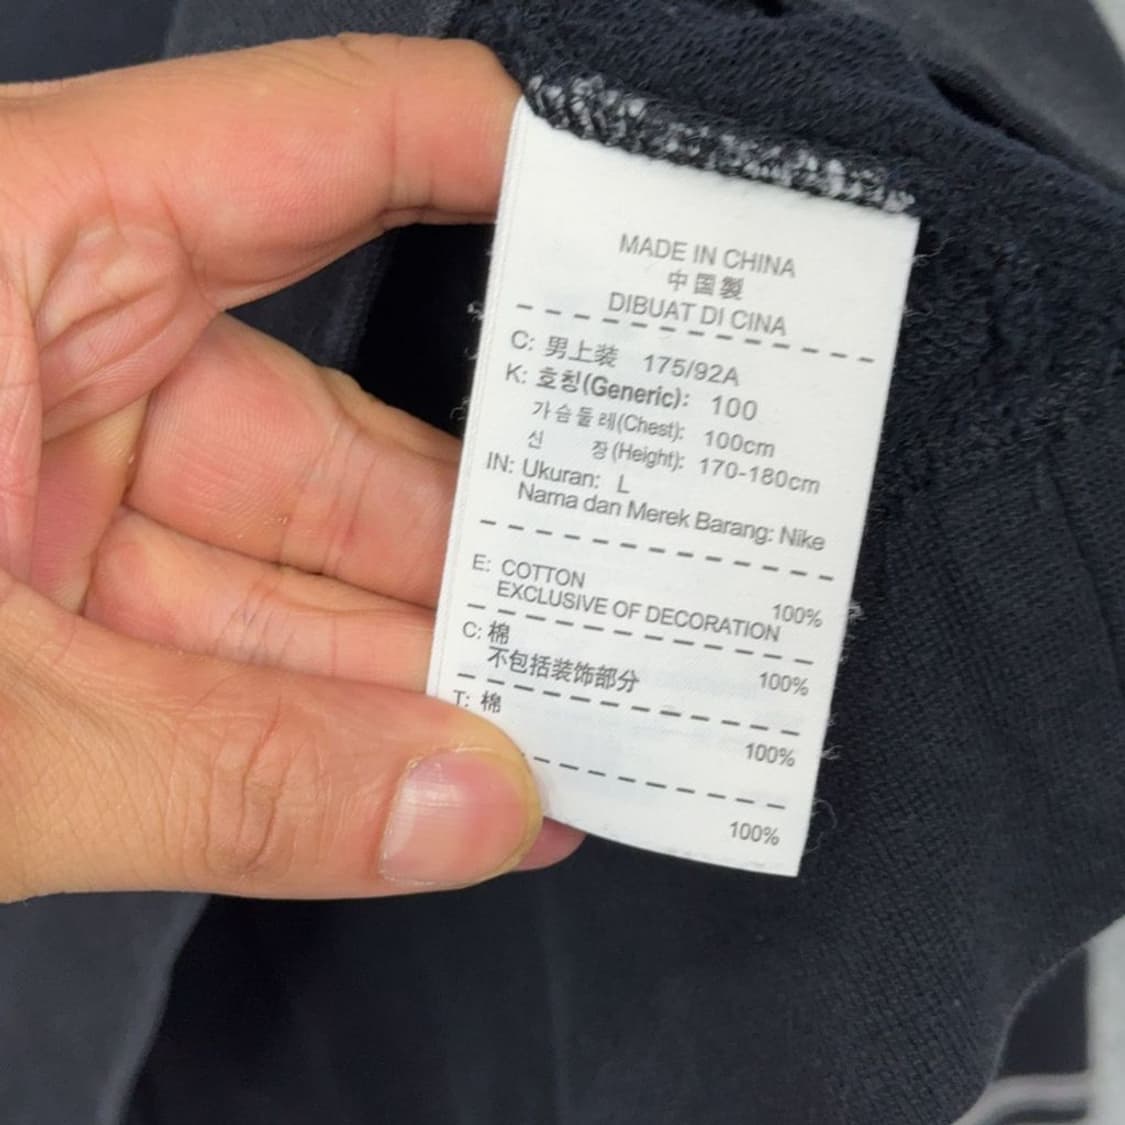 MADE IN CHINA
中国製
DIBUAT DI CINA
C: 男上装 175/92A
K: 호칭(Generic): 100
가슴둘레(Chest): 100cm
신 장(Height): 170-180cm
IN: Ukuran: L
Nama dan Merek Barang: Nike
E: COTTON 100%
EXCLUSIVE OF DECORATION
C: 棉 100%
不包括装饰部分
T: 棉 100%
100%